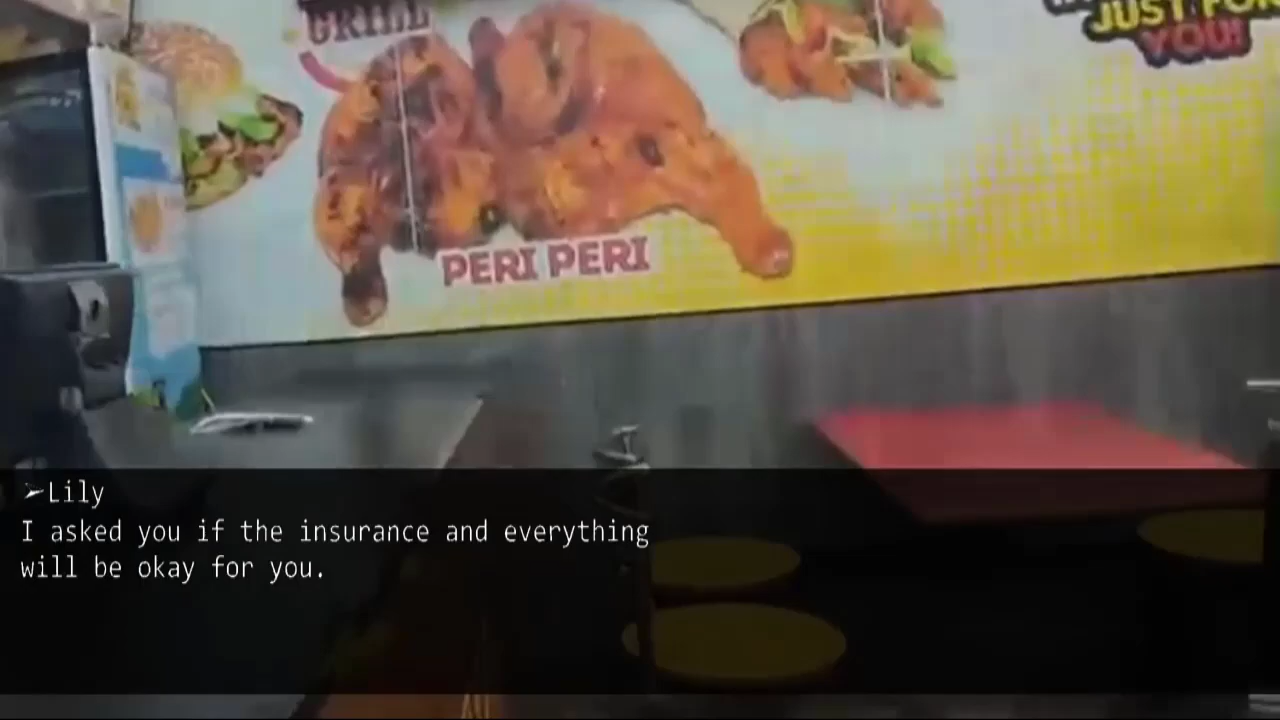 GRILL
JUST FOR
YOU!
PERI PERI
➢Lily
I asked you if the insurance and everything
will be okay for you.